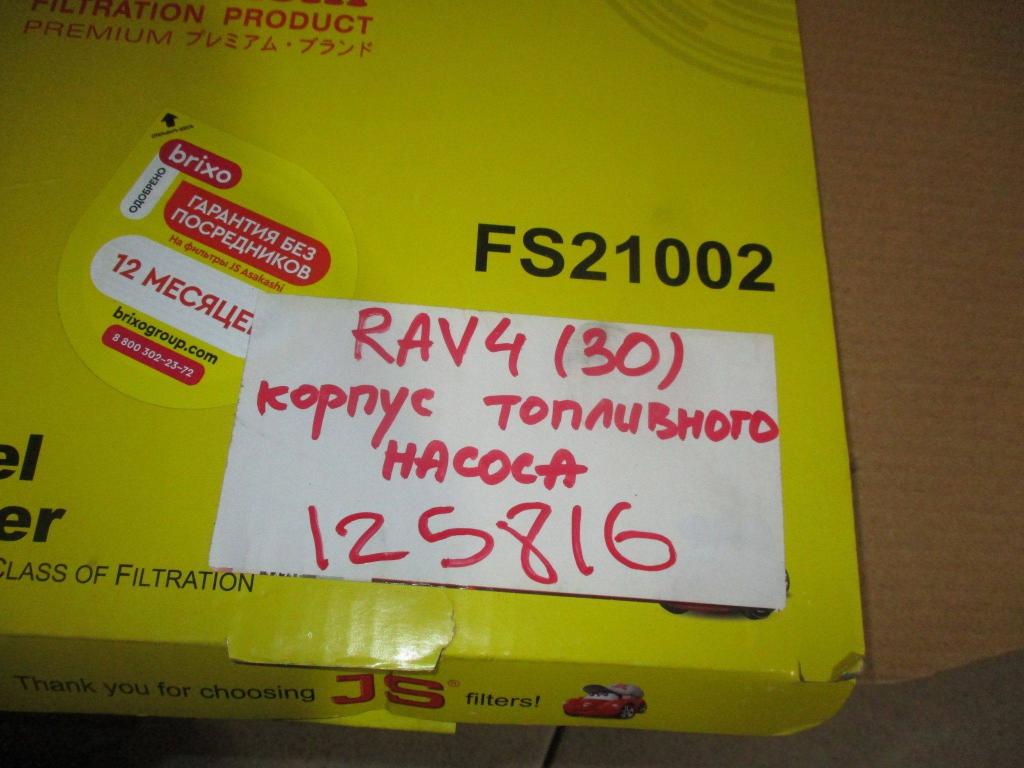 FILTRATION PRODUCT
PREMIUM プレミアム・ブランド
brixo
ОДОБРЕНО
ГАРАНТИЯ БЕЗ
ПОСРЕДНИКОВ
На фильтры JS Asakashi
12 МЕСЯЦЕ
brixogroup.com
8 800 302-23-72
FS21002
RAV4 (30)
корпус топливного
насоса
125816
el
er
CLASS OF FILTRATION
Thank you for choosing JS® filters!